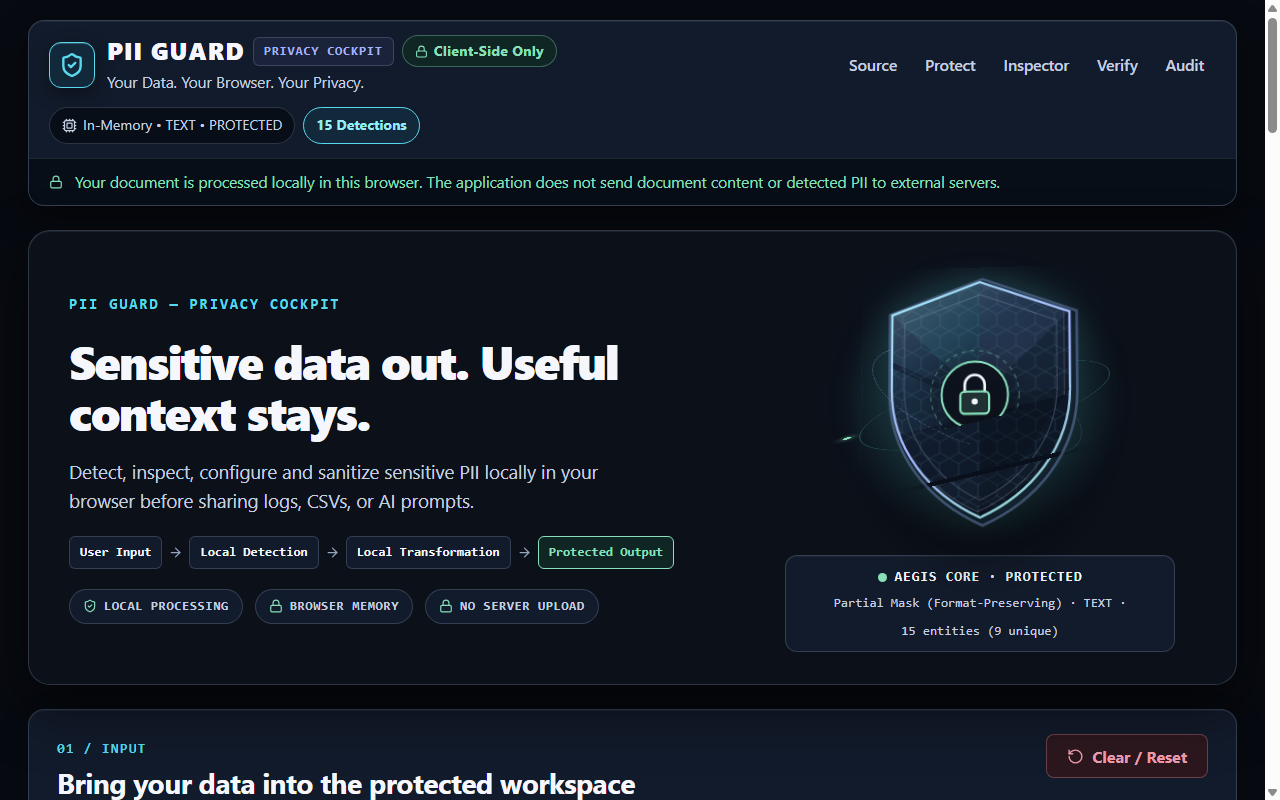 PII GUARD PRIVACY COCKPIT Client-Side Only
Your Data. Your Browser. Your Privacy.
Source Protect Inspector Verify Audit
In-Memory • TEXT • PROTECTED 15 Detections
Your document is processed locally in this browser. The application does not send document content or detected PII to external servers.
PII GUARD — PRIVACY COCKPIT
Sensitive data out. Useful
context stays.
Detect, inspect, configure and sanitize sensitive PII locally in your
browser before sharing logs, CSVs, or AI prompts.
User Input → Local Detection → Local Transformation → Protected Output
LOCAL PROCESSING BROWSER MEMORY NO SERVER UPLOAD
AEGIS CORE · PROTECTED
Partial Mask (Format-Preserving) · TEXT ·
15 entities (9 unique)
01 / INPUT
Bring your data into the protected workspace
Clear / Reset